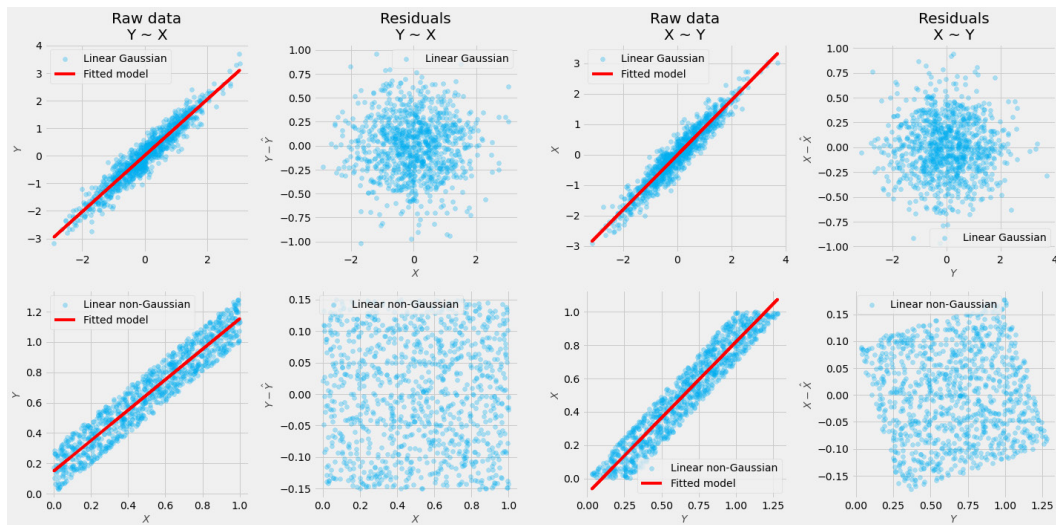 Raw data
Y ~ X
Residuals
Y ~ X
Raw data
X ~ Y
Residuals
X ~ Y
4
3
2
1
0
−1
−2
−3
Y
Linear Gaussian
Fitted model
−2
0
2
1.00
0.75
0.50
0.25
0.00
−0.25
−0.50
−0.75
−1.00
Y − Ŷ
Linear Gaussian
−2
0
2
X
3
2
1
0
−1
−2
−3
X
Linear Gaussian
Fitted model
−2
0
2
4
1.00
0.75
0.50
0.25
0.00
−0.25
−0.50
−0.75
−1.00
X − X̂
Linear Gaussian
−2
0
2
4
Y
1.2
1.0
0.8
0.6
0.4
0.2
0.0
Y
Linear non-Gaussian
Fitted model
0.0
0.2
0.4
0.6
0.8
1.0
X
0.15
0.10
0.05
0.00
−0.05
−0.10
−0.15
Y − Ŷ
Linear non-Gaussian
0.0
0.2
0.4
0.6
0.8
1.0
X
1.0
0.8
0.6
0.4
0.2
0.0
X
Linear non-Gaussian
Fitted model
0.00
0.25
0.50
0.75
1.00
1.25
Y
0.15
0.10
0.05
0.00
−0.05
−0.10
−0.15
X − X̂
Linear non-Gaussian
0.00
0.25
0.50
0.75
1.00
1.25
Y